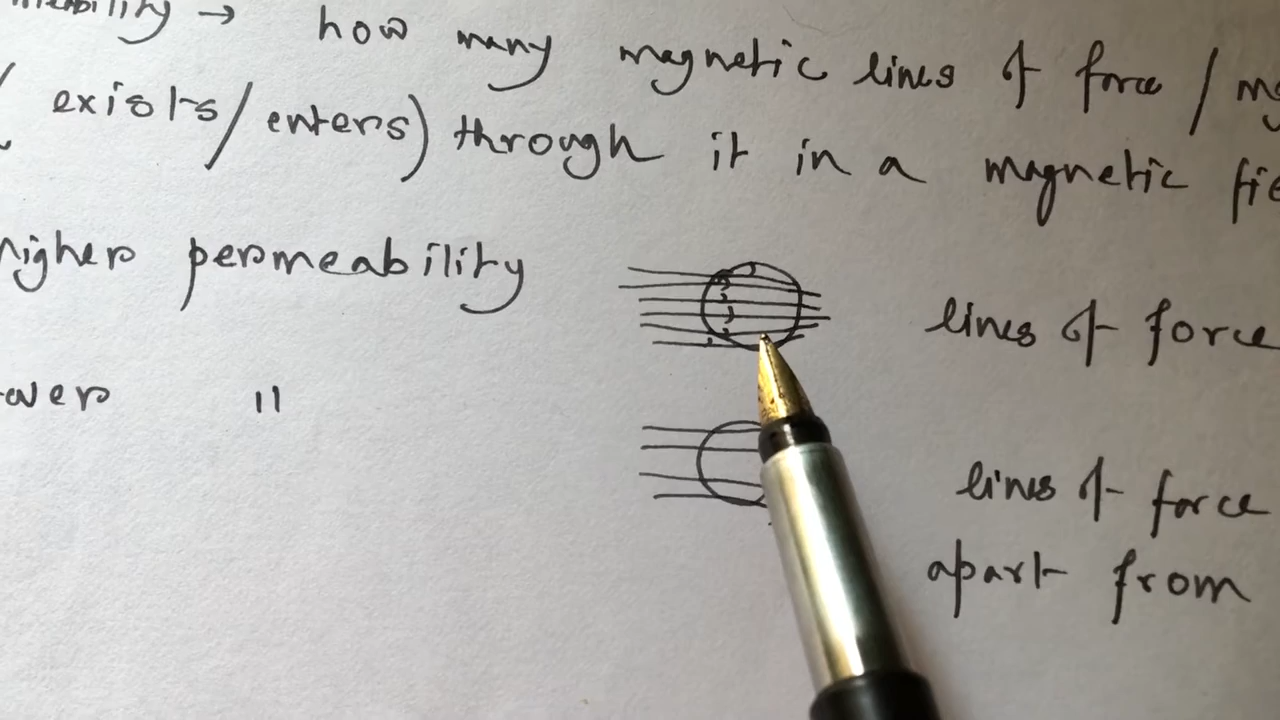 → how many magnetic lines of force /
exists/enters) through it in a magnetic
higher permeability lines of force
"
lines of force
apart from